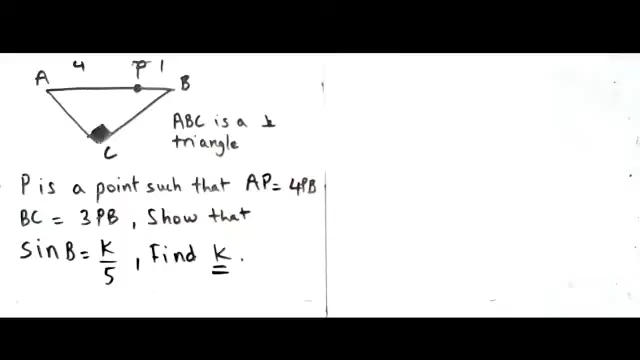 4 P 1
A B
ABC is a
triangle
C
P is a point such that AP = 4PB
BC = 3PB , Show that
Sin B = K/5 , Find K .